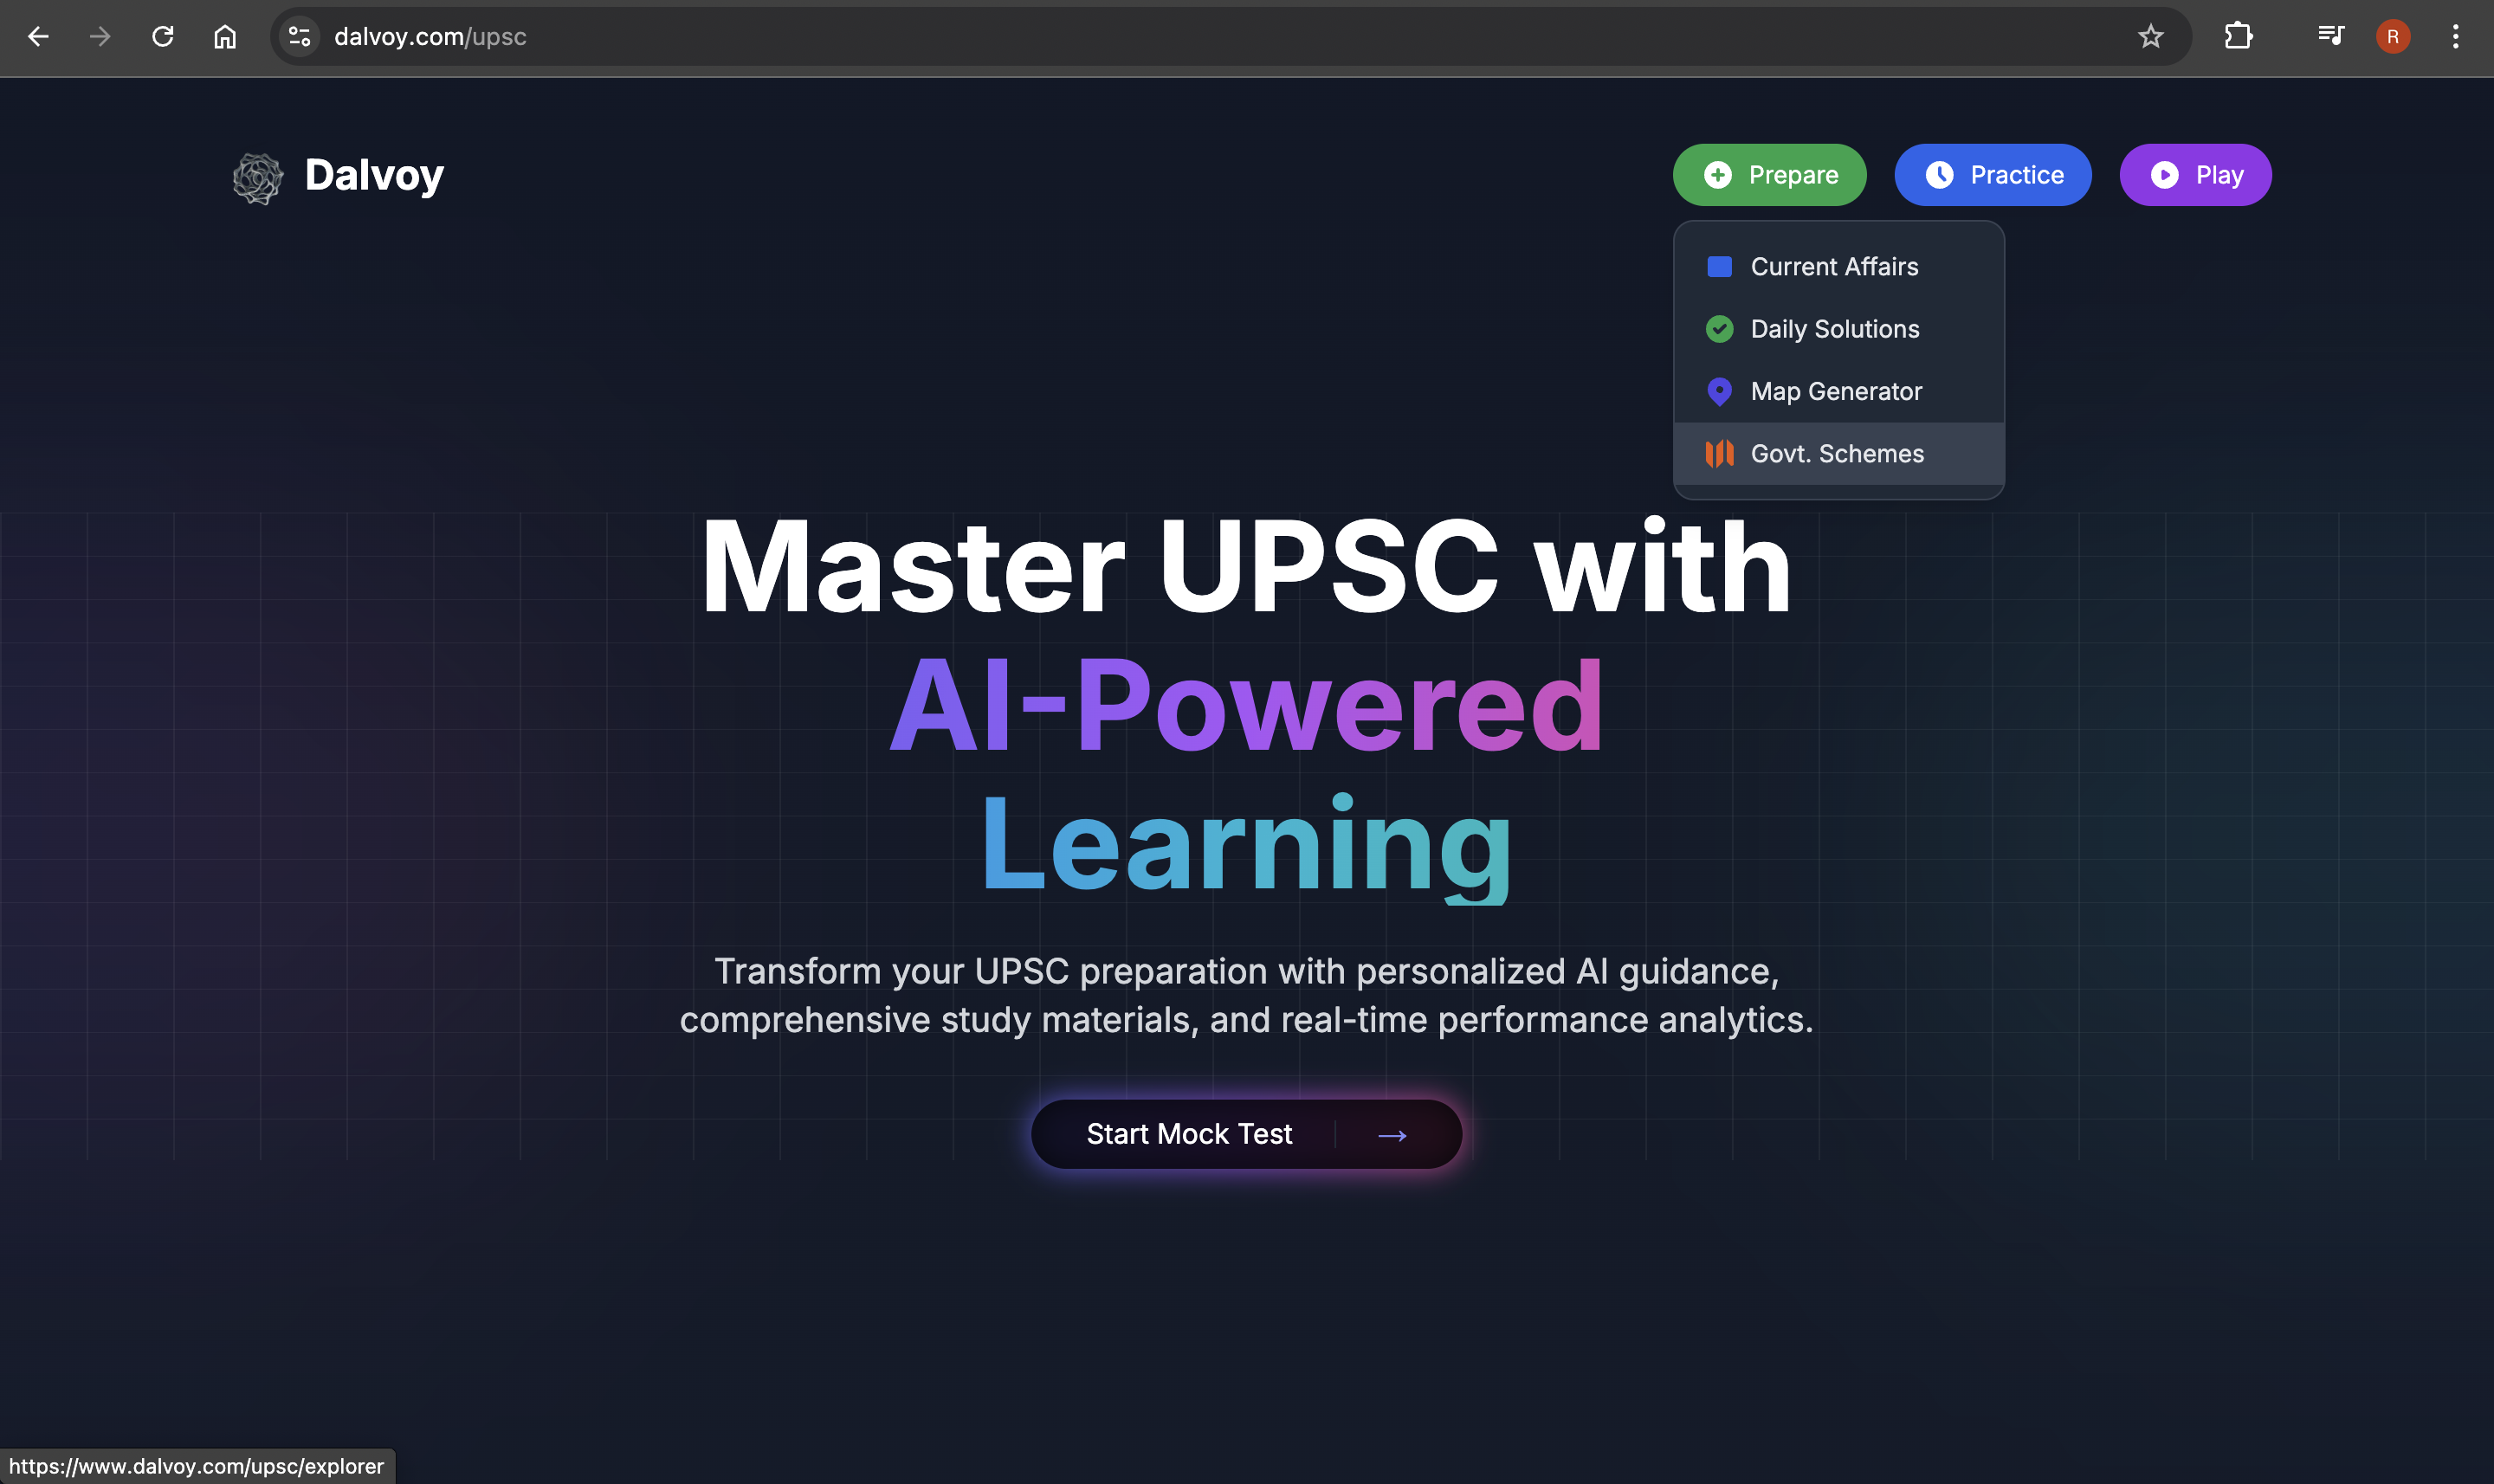 dalvoy.com/upsc
R
Dalvoy
Prepare
Practice
Play
Current Affairs
Daily Solutions
Map Generator
Govt. Schemes
Master UPSC with
AI-Powered
Learning
Transform your UPSC preparation with personalized AI guidance,
comprehensive study materials, and real-time performance analytics.
Start Mock Test →
https://www.dalvoy.com/upsc/explorer